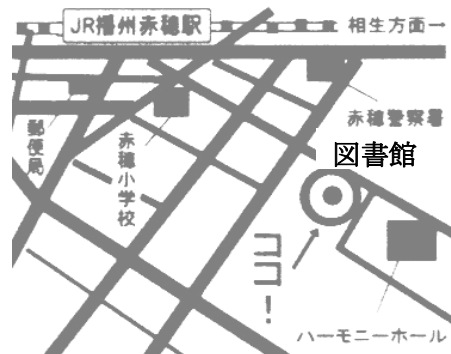 JR播州赤穂駅
相生方面→
赤穂警察署
郵便局
赤穂小学校
図書館
ココ！
ハーモニーホール